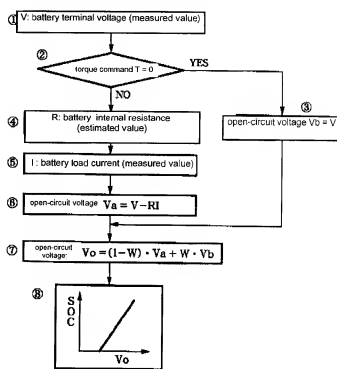 ① V: battery terminal voltage (measured value)
②
torque command T = 0
YES
NO
③
open-circuit voltage Vb = V
④ R: battery internal resistance
(estimated value)
⑤ I : battery load current (measured value)
⑥ open-circuit voltage Va = V−RI
⑦ open-circuit
voltage: Vo = (1−W) · Va + W · Vb
⑧
SOC
Vo